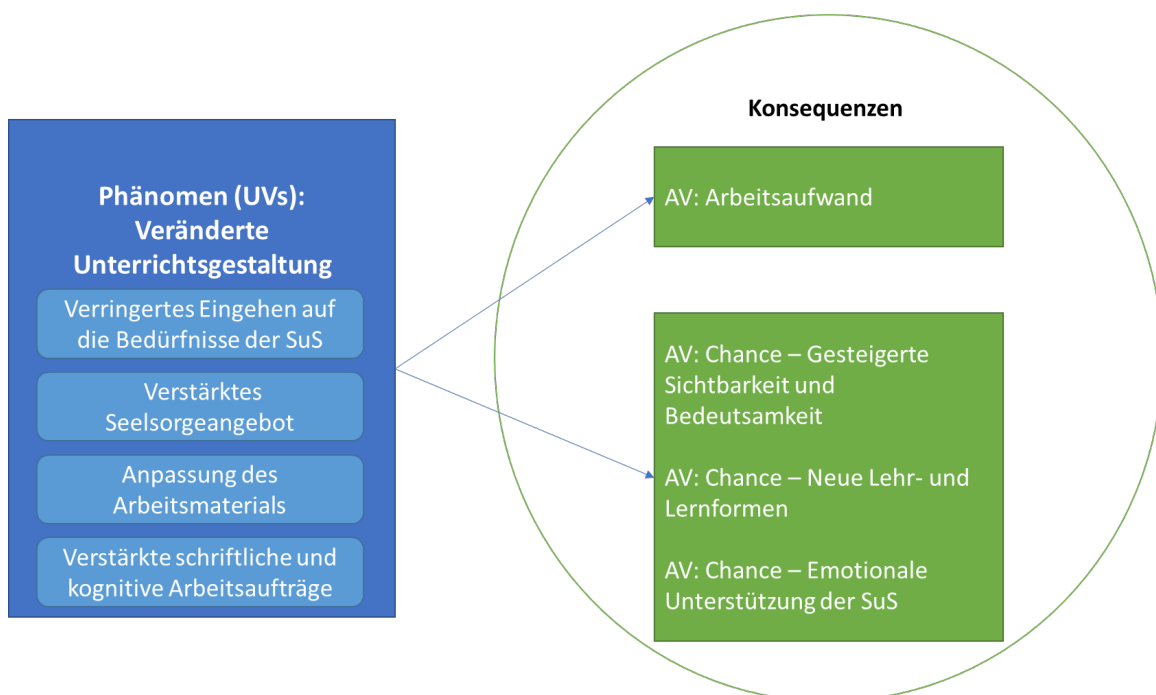 Phänomen (UVs):
Veränderte
Unterrichtsgestaltung
Verringertes Eingehen auf
die Bedürfnisse der SuS
Verstärktes
Seelsorgeangebot
Anpassung des
Arbeitsmaterials
Verstärkte schriftliche und
kognitive Arbeitsaufträge
Konsequenzen
AV: Arbeitsaufwand
AV: Chance – Gesteigerte
Sichtbarkeit und
Bedeutsamkeit
AV: Chance – Neue Lehr- und
Lernformen
AV: Chance – Emotionale
Unterstützung der SuS